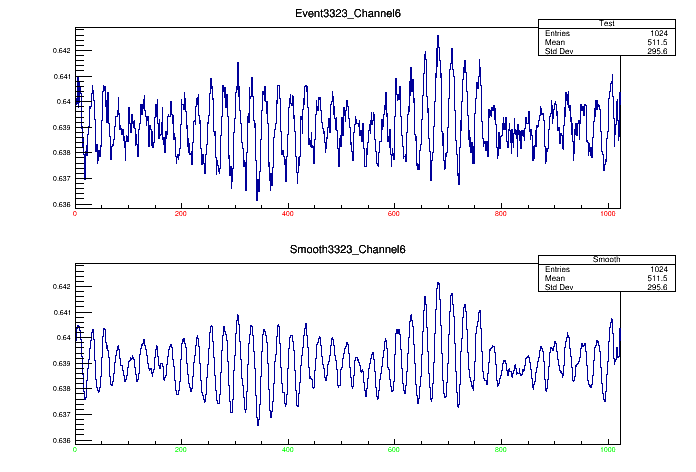 Event3323_Channel6
Test
Entries 1024
Mean 511.5
Std Dev 295.6
0.642
0.641
0.64
0.639
0.638
0.637
0.636
0 200 400 600 800 1000
Smooth3323_Channel6
Smooth
Entries 1024
Mean 511.5
Std Dev 295.6
0.642
0.641
0.64
0.639
0.638
0.637
0.636
0 200 400 600 800 1000